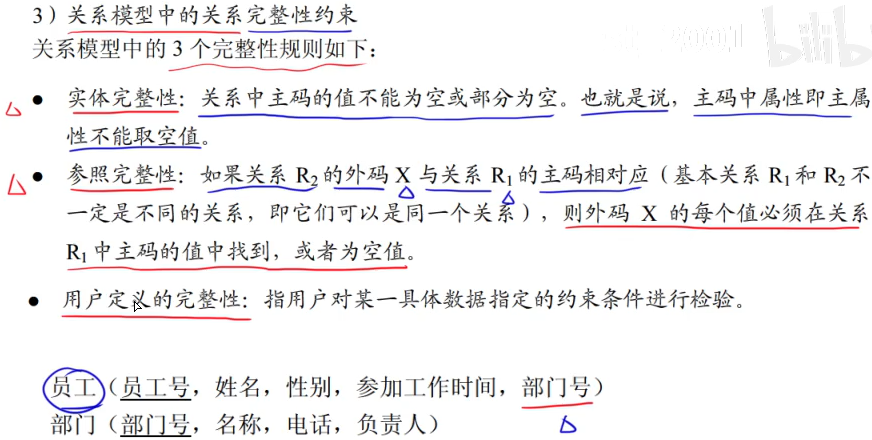 3）关系模型中的关系完整性约束
关系模型中的 3 个完整性规则如下：
● 实体完整性：关系中主码的值不能为空或部分为空。也就是说，主码中属性即主属
性不能取空值。
● 参照完整性：如果关系 R₂ 的外码 X 与关系 R₁ 的主码相对应（基本关系 R₁ 和 R₂ 不
一定是不同的关系，即它们可以是同一个关系），则外码 X 的每个值必须在关系
R₁ 中主码的值中找到，或者为空值。
● 用户定义的完整性：指用户对某一具体数据指定的约束条件进行检验。
员工（员工号，姓名，性别，参加工作时间，部门号）
部门（部门号，名称，电话，负责人）